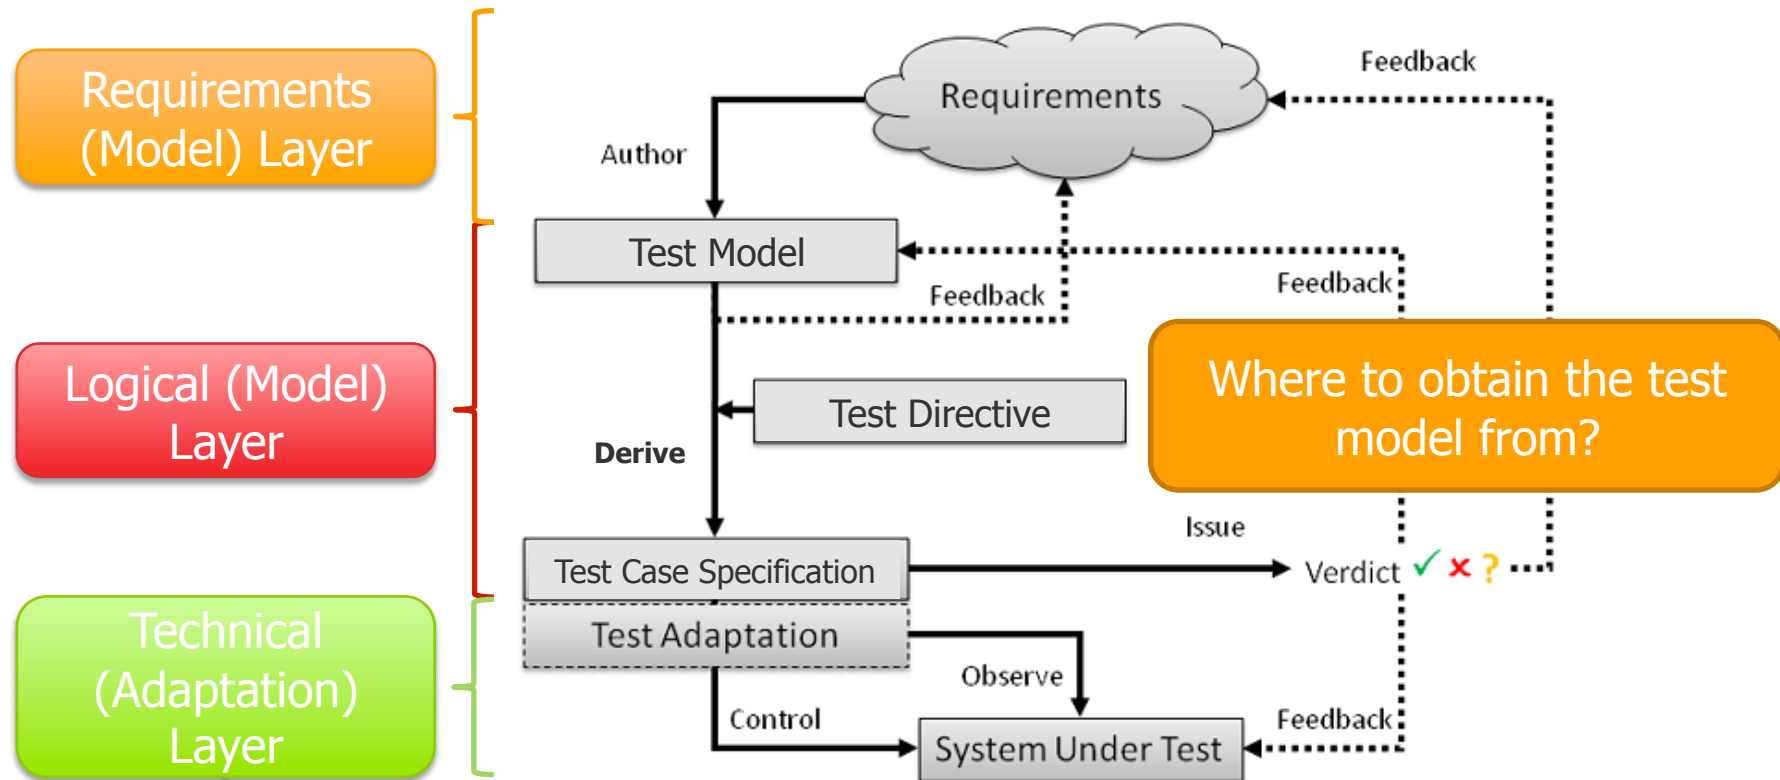 Requirements
(Model) Layer
Logical (Model)
Layer
Technical
(Adaptation)
Layer
Requirements
Feedback
Author
Test Model
Feedback
Feedback
Test Directive
Where to obtain the test
model from?
Derive
Issue
Test Case Specification
Verdict ✓ × ?
Test Adaptation
Observe
Control
Feedback
System Under Test